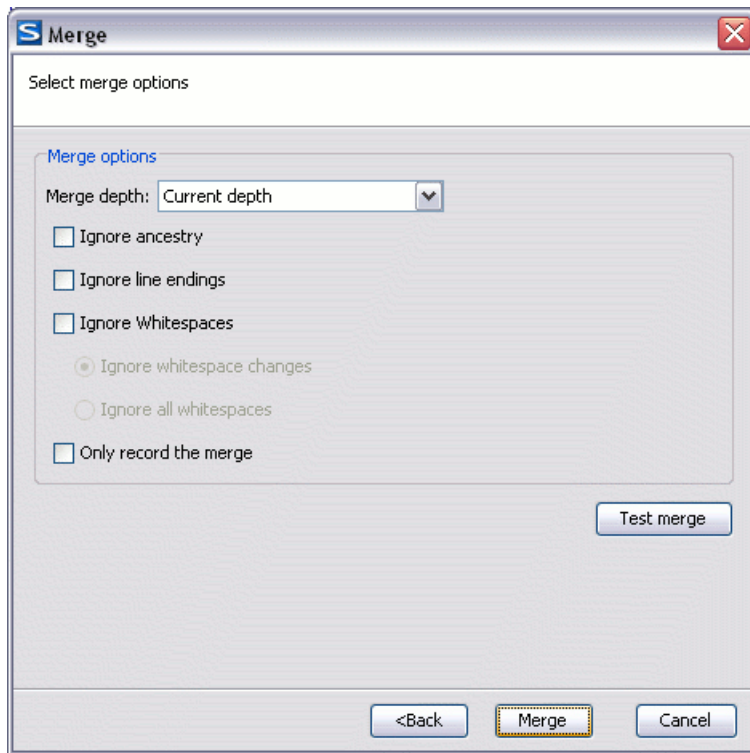 S Merge
Select merge options
Merge options
Merge depth: Current depth
Ignore ancestry
Ignore line endings
Ignore Whitespaces
Ignore whitespace changes
Ignore all whitespaces
Only record the merge
Test merge
<Back Merge Cancel